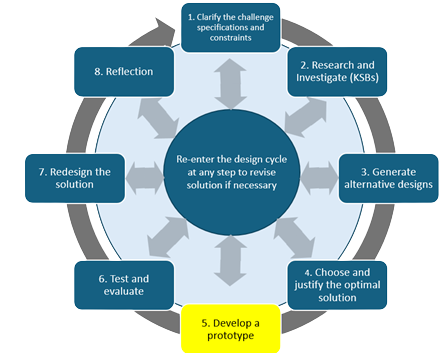 1. Clarify the challenge
specifications and
constraints
2. Research and
Investigate (KSBs)
3. Generate
alternative designs
4. Choose and
justify the optimal
solution
5. Develop a
prototype
6. Test and
evaluate
7. Redesign the
solution
8. Reflection
Re-enter the design cycle
at any step to revise
solution if necessary